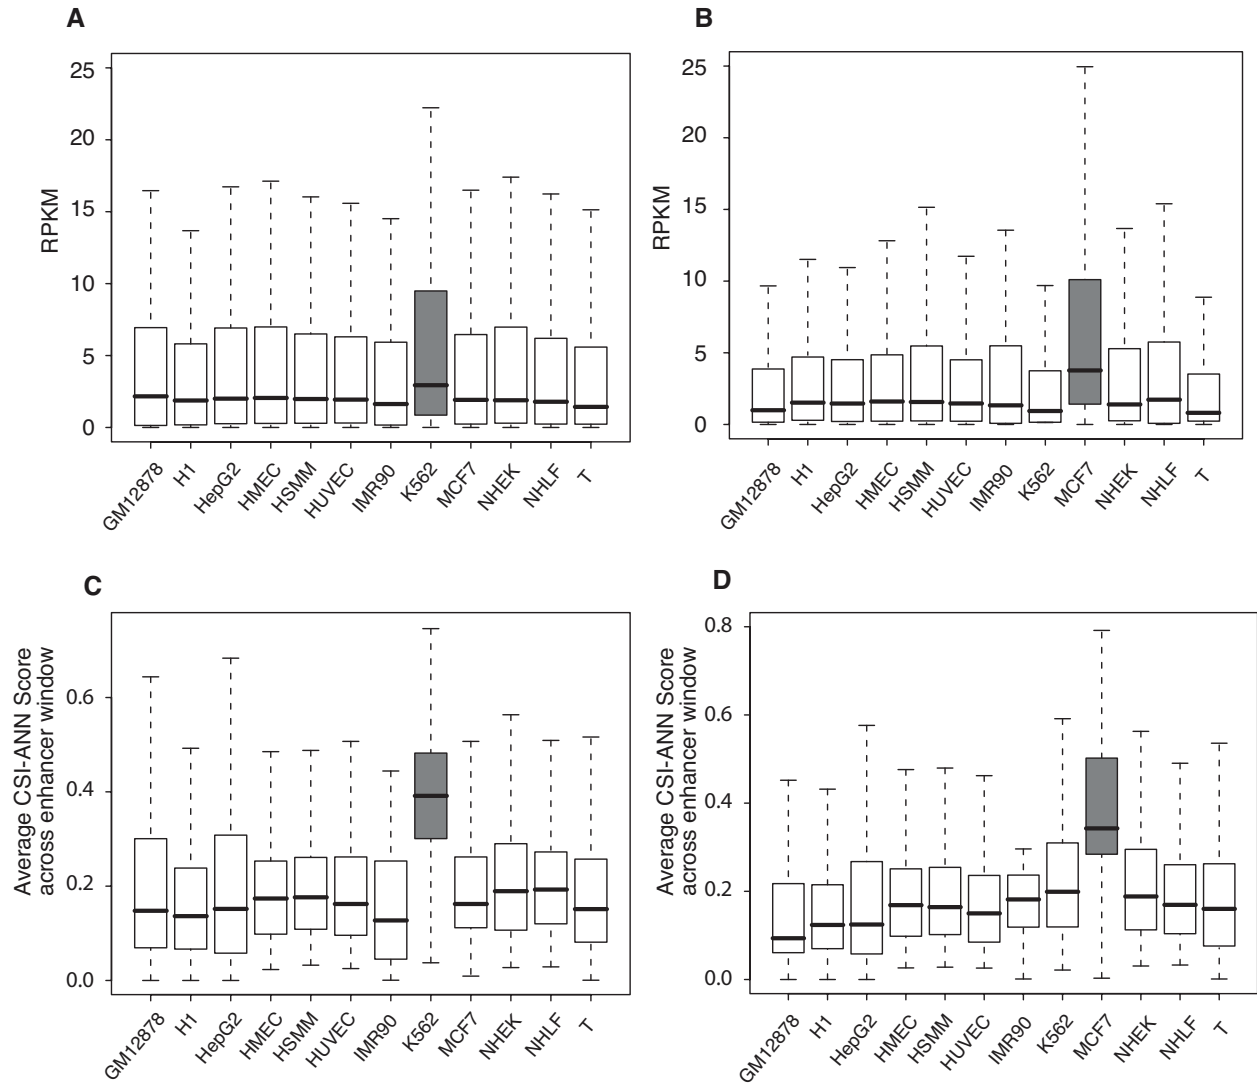 A
RPKM
25
20
15
10
5
0
GM12878
H1
HepG2
HMEC
HSMM
HUVEC
IMR90
K562
MCF7
NHEK
NHLF
T
B
RPKM
25
20
15
10
5
0
GM12878
H1
HepG2
HMEC
HSMM
HUVEC
IMR90
K562
MCF7
NHEK
NHLF
T
C
Average CSI-ANN Score
across enhancer window
0.6
0.4
0.2
0.0
GM12878
H1
HepG2
HMEC
HSMM
HUVEC
IMR90
K562
MCF7
NHEK
NHLF
T
D
Average CSI-ANN Score
across enhancer window
0.8
0.6
0.4
0.2
0.0
GM12878
H1
HepG2
HMEC
HSMM
HUVEC
IMR90
K562
MCF7
NHEK
NHLF
T